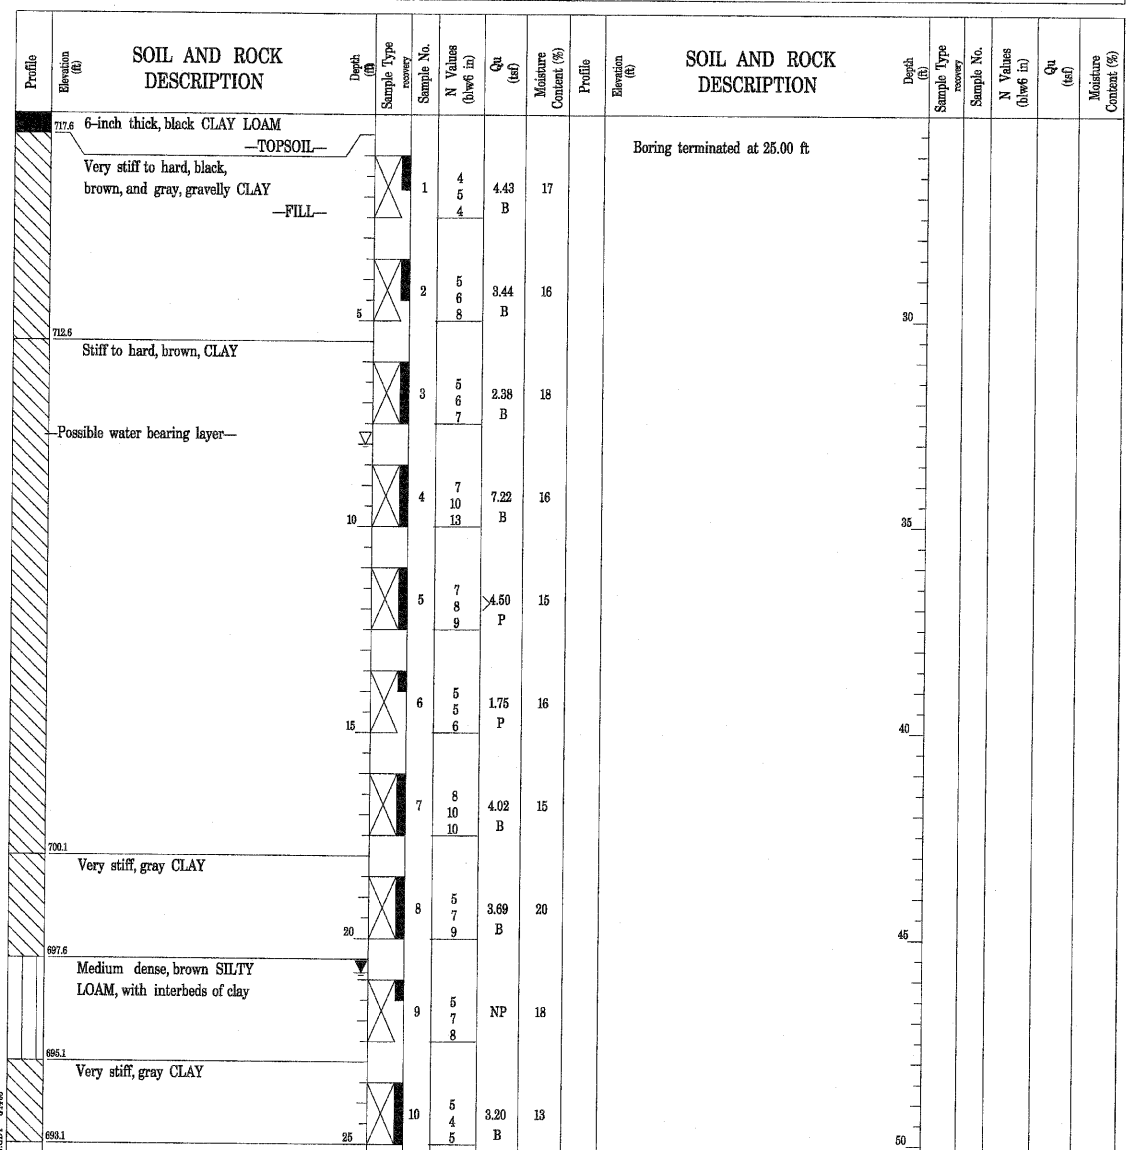 Profile
Elevation (ft)
SOIL AND ROCK
DESCRIPTION
Depth (ft)
Sample Type
recovery
Sample No.
N Values (blw6 in)
Qu (tsf)
Moisture Content (%)
Profile
Elevation (ft)
SOIL AND ROCK
DESCRIPTION
Depth (ft)
Sample Type
recovery
Sample No.
N Values (blw6 in)
Qu (tsf)
Moisture Content (%)
717.6 6-inch thick, black CLAY LOAM
—TOPSOIL—
Very stiff to hard, black,
brown, and gray, gravelly CLAY
—FILL—
1
4
5
4
4.43
B
17
2
5
6
8
3.44
B
16
5
712.6
Stiff to hard, brown, CLAY
3
5
6
7
2.38
B
18
—Possible water bearing layer—
4
7
10
13
7.22
B
16
10
5
7
8
9
>4.50
P
15
6
5
5
6
1.75
P
16
15
7
8
10
10
4.02
B
15
700.1
Very stiff, gray CLAY
8
5
7
9
3.69
B
20
20
697.6
Medium dense, brown SILTY
LOAM, with interbeds of clay
9
5
7
8
NP
18
695.1
Very stiff, gray CLAY
10
5
4
5
3.20
B
13
693.1
25
Boring terminated at 25.00 ft
30
35
40
45
50